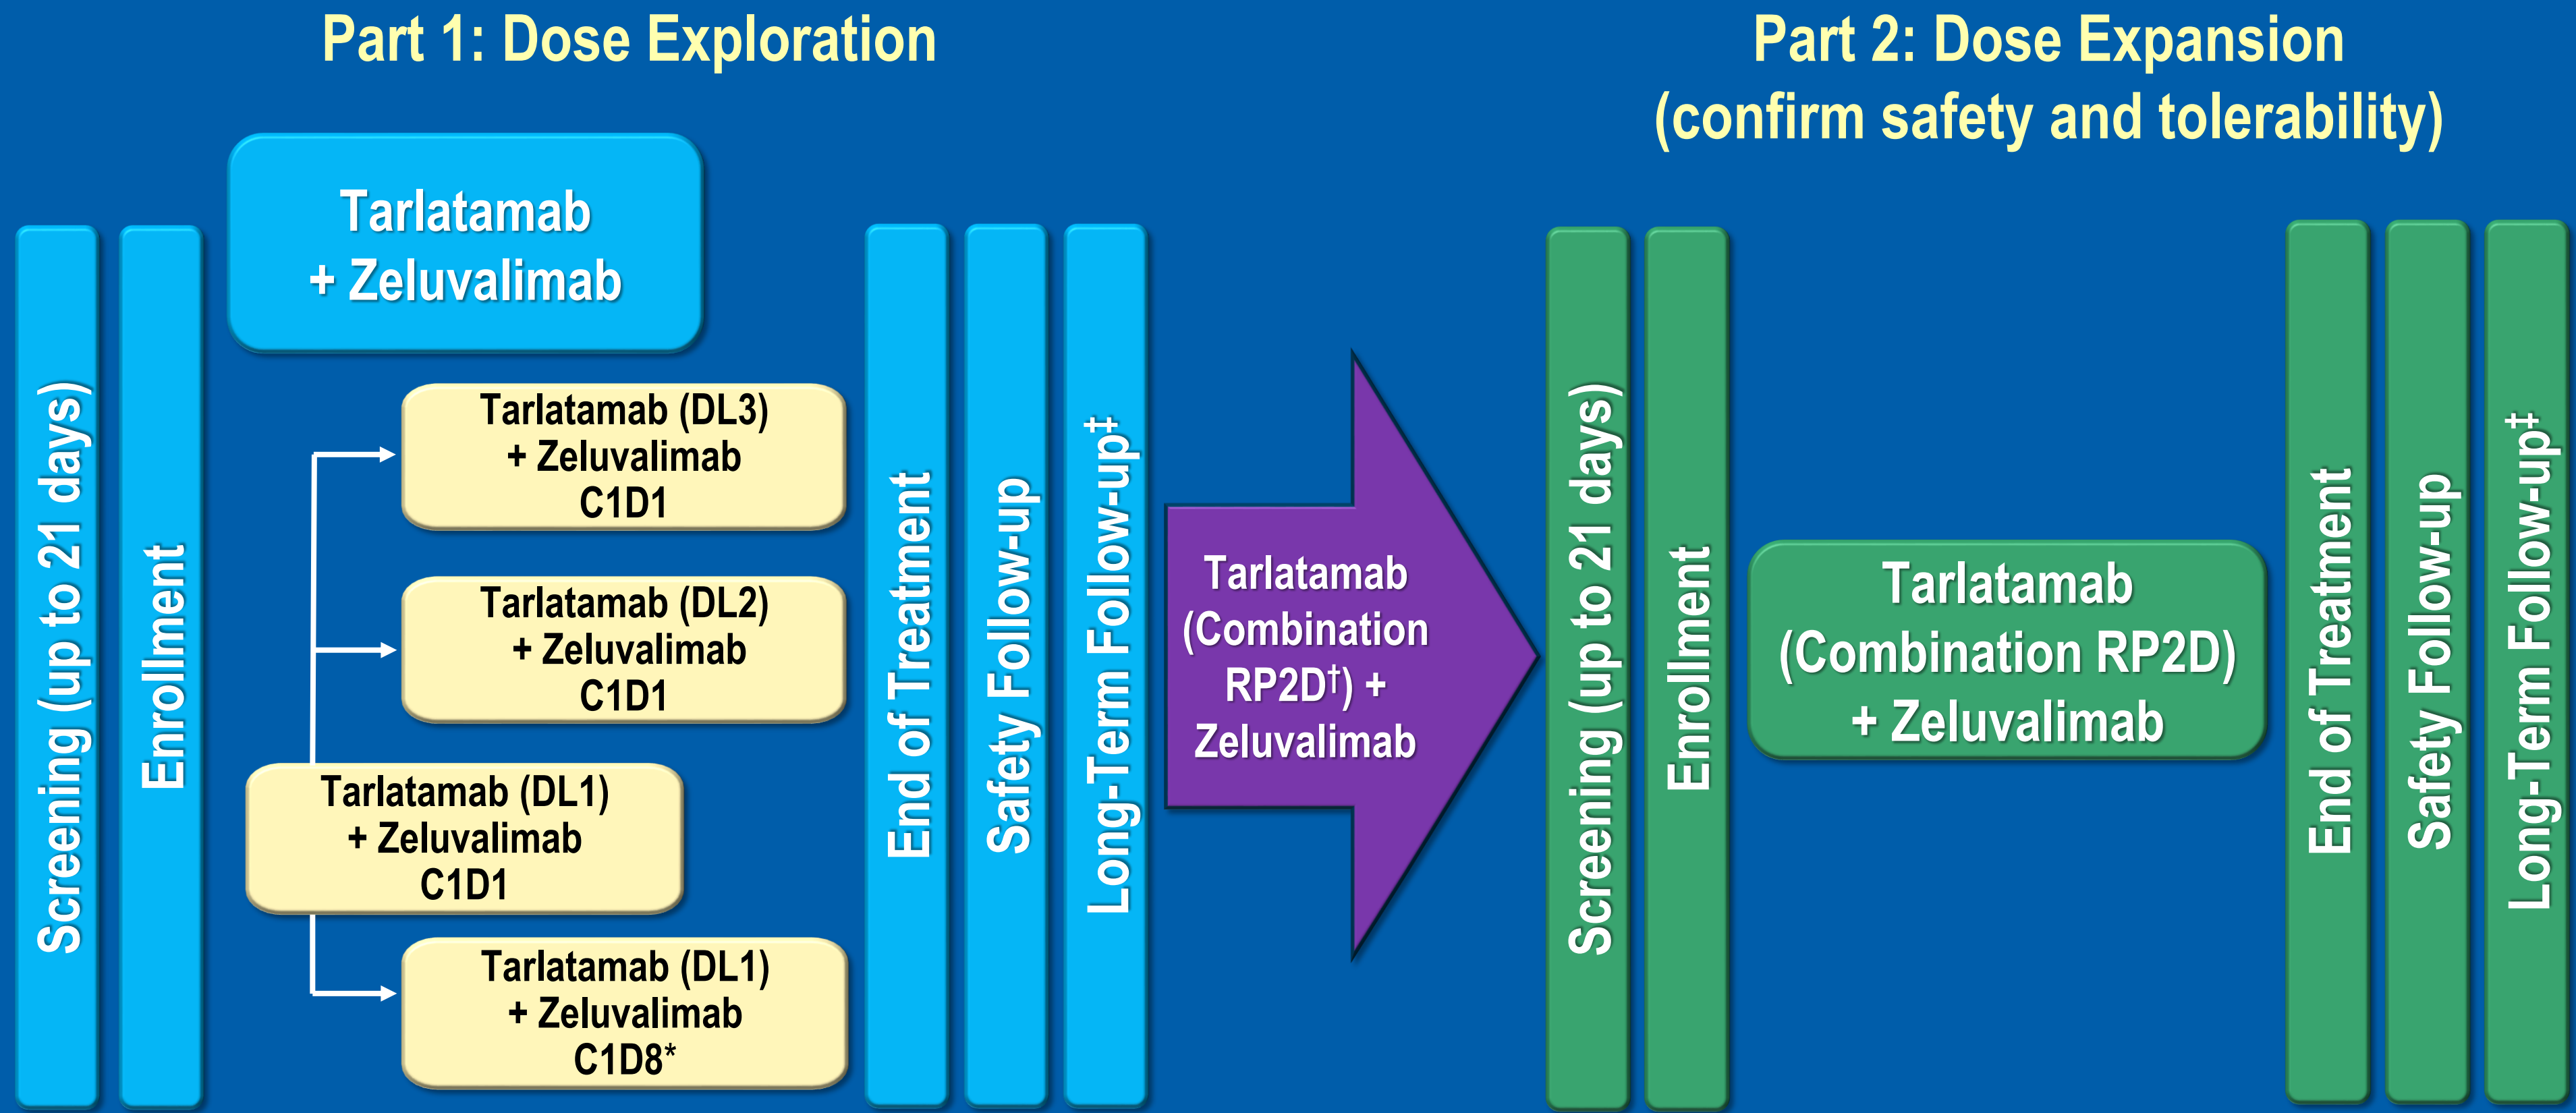 Part 1: Dose Exploration
Screening (up to 21 days)
Enrollment
Tarlatamab
+ Zeluvalimab
Tarlatamab (DL3)
+ Zeluvalimab
C1D1
Tarlatamab (DL2)
+ Zeluvalimab
C1D1
Tarlatamab (DL1)
+ Zeluvalimab
C1D1
Tarlatamab (DL1)
+ Zeluvalimab
C1D8*
End of Treatment
Safety Follow-up
Long-Term Follow-up‡
Tarlatamab
(Combination
RP2D†) +
Zeluvalimab
Part 2: Dose Expansion
(confirm safety and tolerability)
Screening (up to 21 days)
Enrollment
Tarlatamab
(Combination RP2D)
+ Zeluvalimab
End of Treatment
Safety Follow-up
Long-Term Follow-up‡